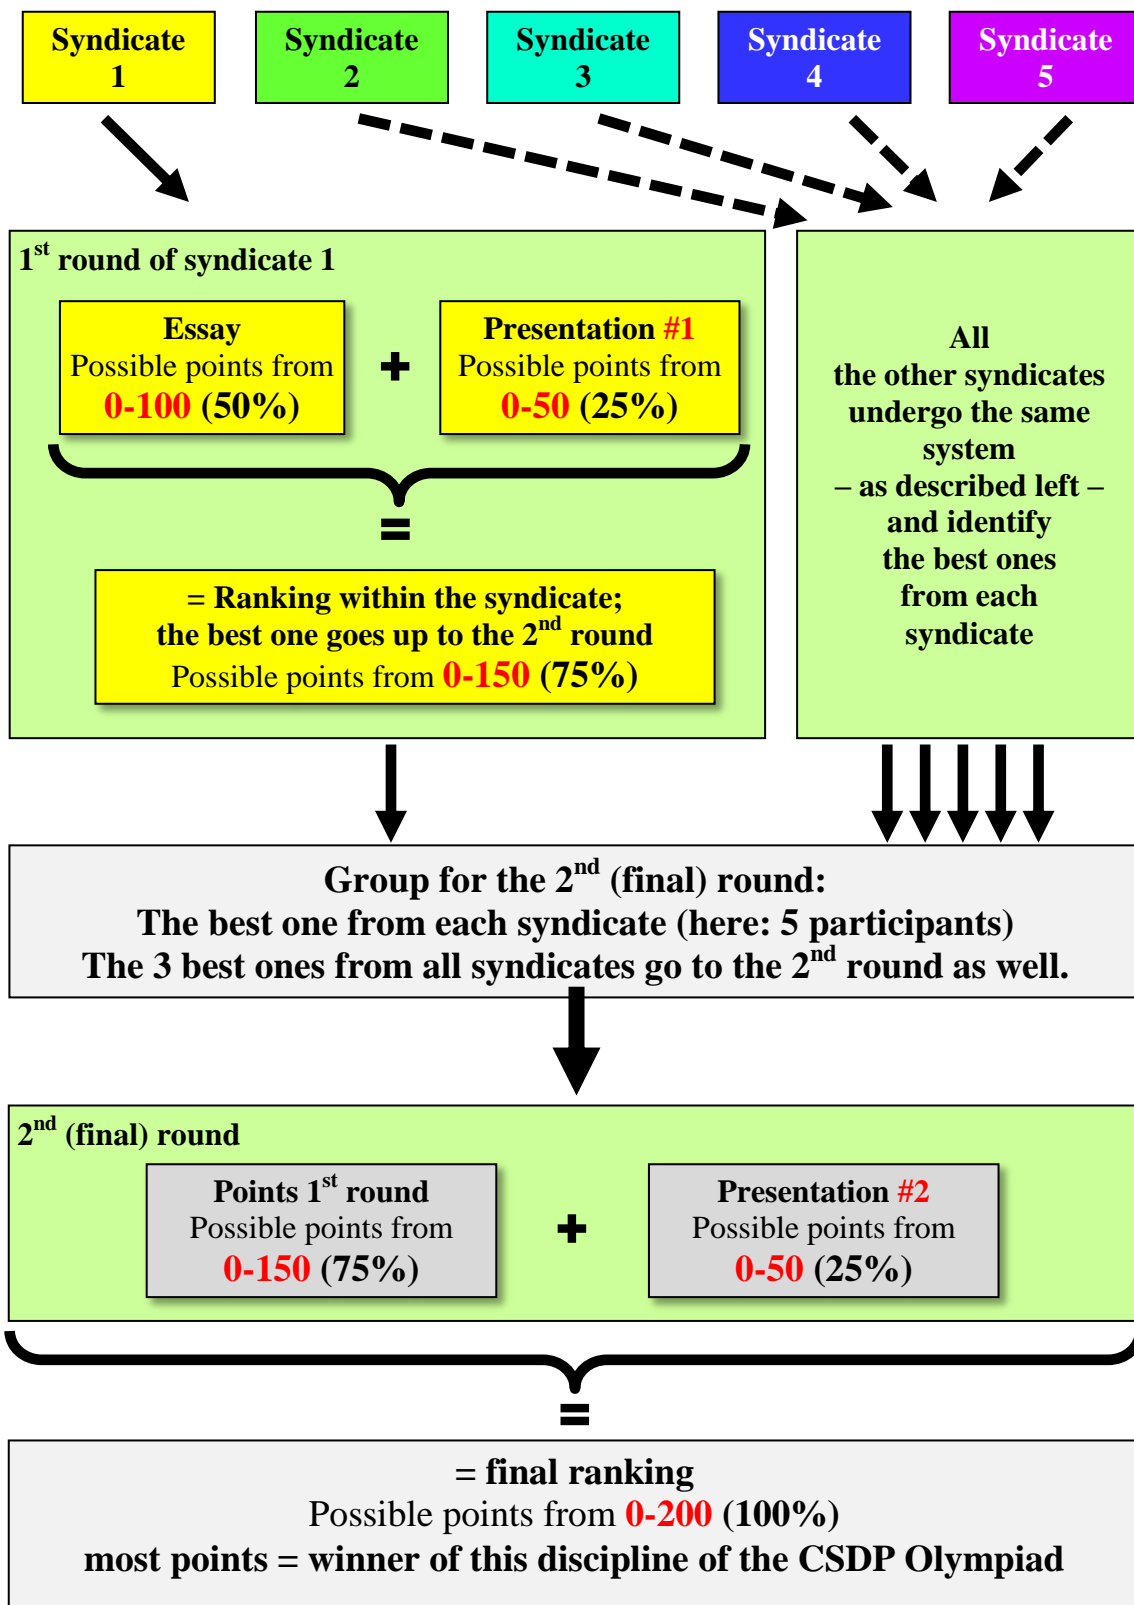 Syndicate
1
Syndicate
2
Syndicate
3
Syndicate
4
Syndicate
5
1st round of syndicate 1
Essay
Possible points from
0-100 (50%)
+
Presentation #1
Possible points from
0-50 (25%)
=
= Ranking within the syndicate;
the best one goes up to the 2nd round
Possible points from 0-150 (75%)
All
the other syndicates
undergo the same
system
– as described left –
and identify
the best ones
from each
syndicate
Group for the 2nd (final) round:
The best one from each syndicate (here: 5 participants)
The 3 best ones from all syndicates go to the 2nd round as well.
2nd (final) round
Points 1st round
Possible points from
0-150 (75%)
+
Presentation #2
Possible points from
0-50 (25%)
=
= final ranking
Possible points from 0-200 (100%)
most points = winner of this discipline of the CSDP Olympiad